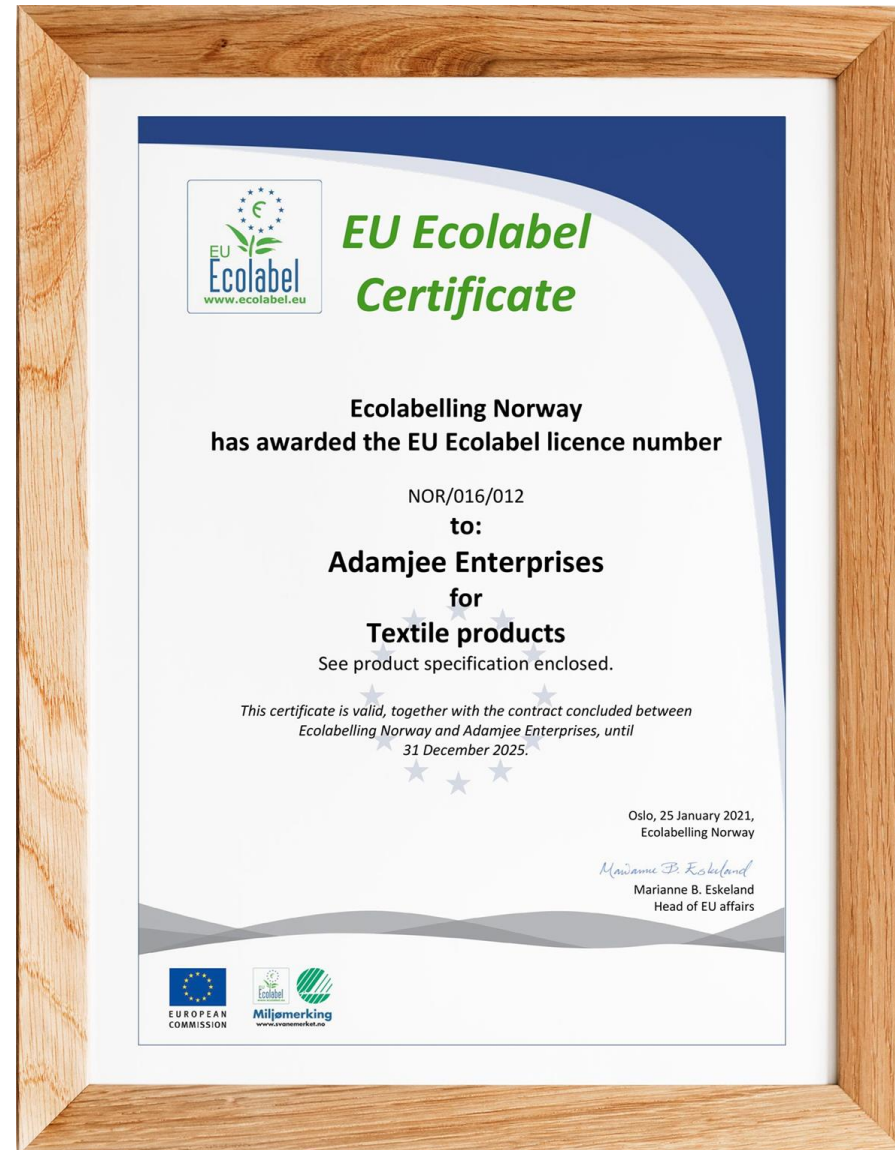 EU
Ecolabel
www.ecolabel.eu
EU Ecolabel
Certificate
Ecolabelling Norway
has awarded the EU Ecolabel licence number
NOR/016/012
to:
Adamjee Enterprises
for
Textile products
See product specification enclosed.
This certificate is valid, together with the contract concluded between
Ecolabelling Norway and Adamjee Enterprises, until
31 December 2025.
Oslo, 25 January 2021,
Ecolabelling Norway
Marianne B. Eskeland
Marianne B. Eskeland
Head of EU affairs
EUROPEAN
COMMISSION
Ecolabel
Miljømerking
www.svanemerket.no